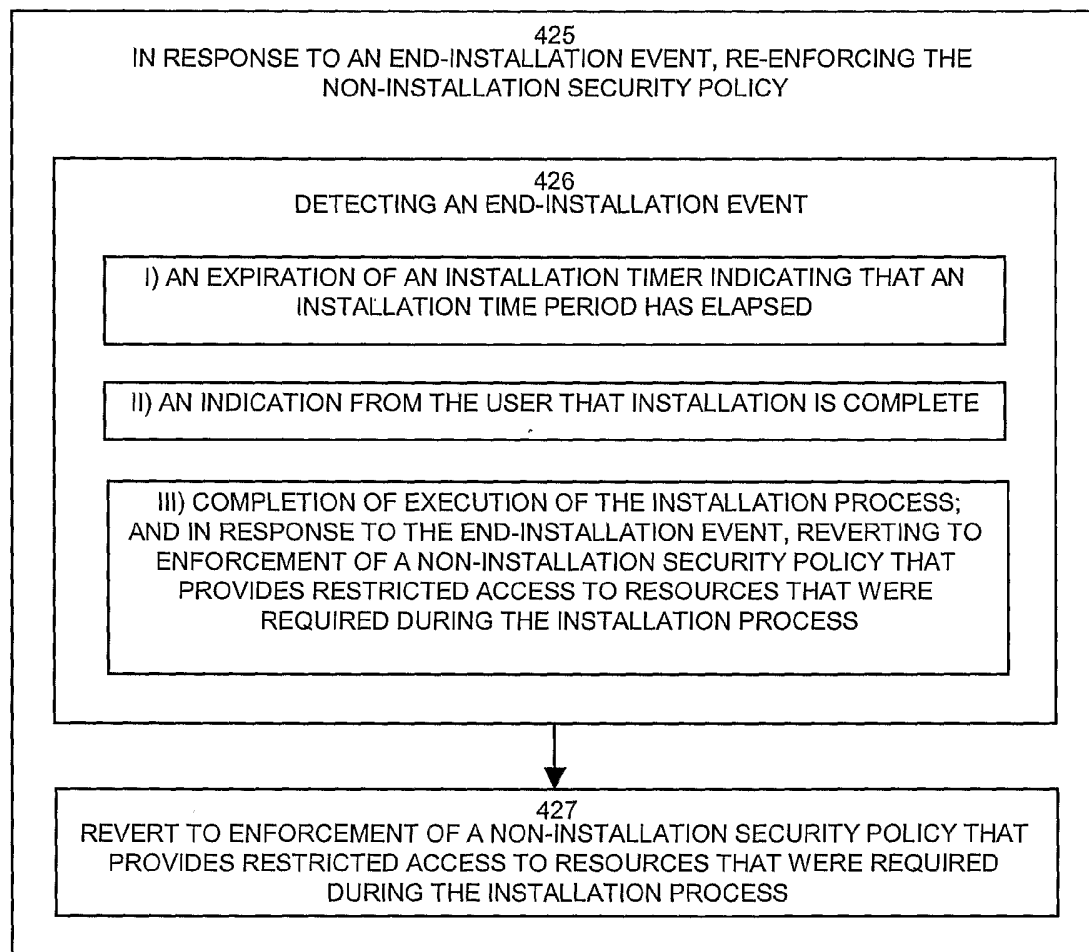 425
IN RESPONSE TO AN END-INSTALLATION EVENT, RE-ENFORCING THE
NON-INSTALLATION SECURITY POLICY
426
DETECTING AN END-INSTALLATION EVENT
I) AN EXPIRATION OF AN INSTALLATION TIMER INDICATING THAT AN
INSTALLATION TIME PERIOD HAS ELAPSED
II) AN INDICATION FROM THE USER THAT INSTALLATION IS COMPLETE
III) COMPLETION OF EXECUTION OF THE INSTALLATION PROCESS;
AND IN RESPONSE TO THE END-INSTALLATION EVENT, REVERTING TO
ENFORCEMENT OF A NON-INSTALLATION SECURITY POLICY THAT
PROVIDES RESTRICTED ACCESS TO RESOURCES THAT WERE
REQUIRED DURING THE INSTALLATION PROCESS
427
REVERT TO ENFORCEMENT OF A NON-INSTALLATION SECURITY POLICY THAT
PROVIDES RESTRICTED ACCESS TO RESOURCES THAT WERE REQUIRED
DURING THE INSTALLATION PROCESS